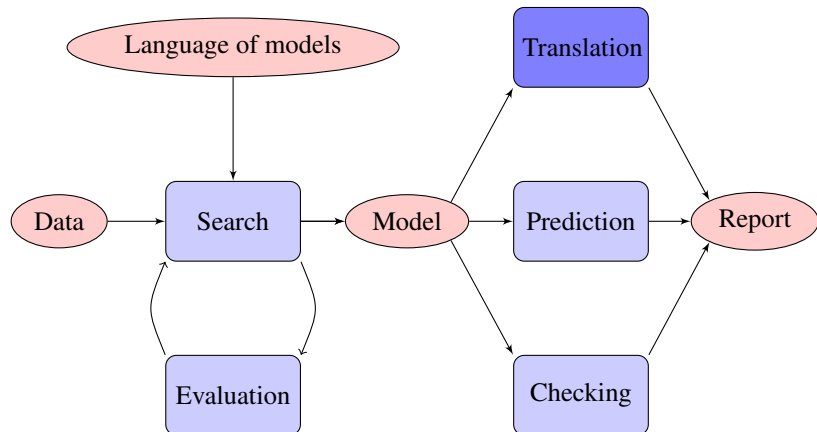 Language of models
Translation
Data
Search
Model
Prediction
Report
Evaluation
Checking